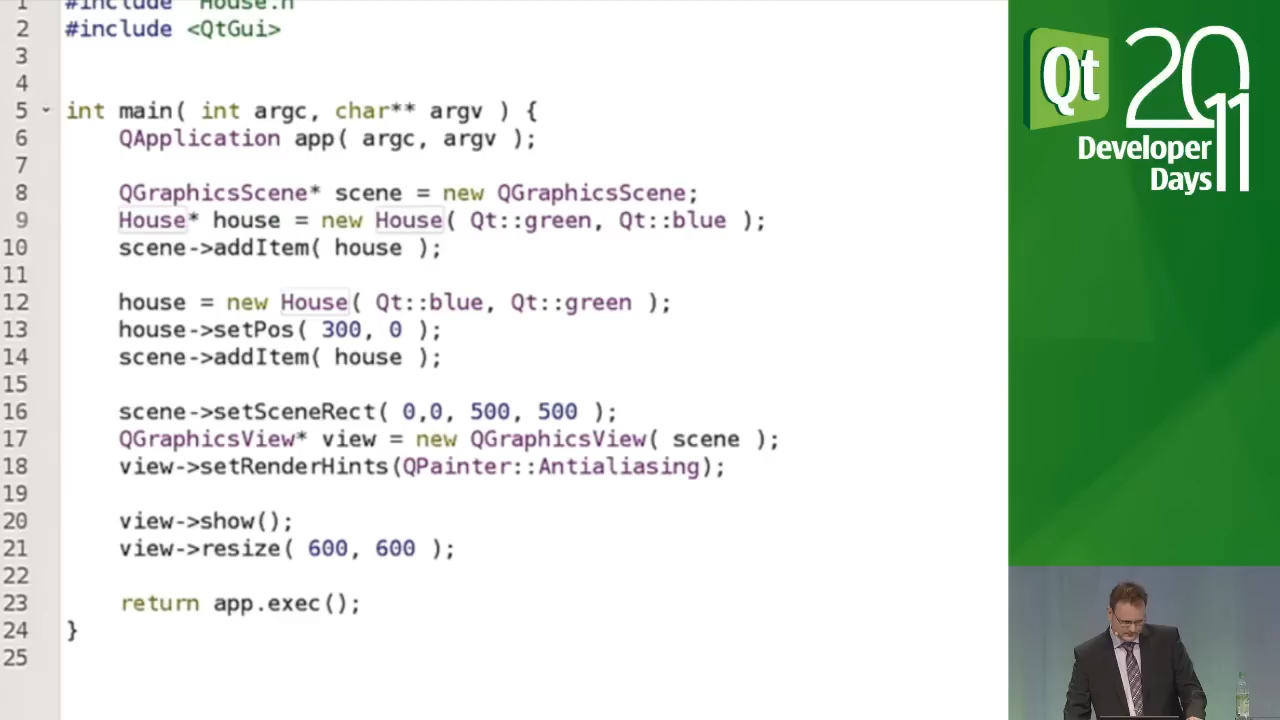 1 #include "House.h"
2 #include <QtGui>
3
4
5 int main( int argc, char** argv ) {
6 QApplication app( argc, argv );
7
8 QGraphicsScene* scene = new QGraphicsScene;
9 House* house = new House( Qt::green, Qt::blue );
10 scene->addItem( house );
11
12 house = new House( Qt::blue, Qt::green );
13 house->setPos( 300, 0 );
14 scene->addItem( house );
15
16 scene->setSceneRect( 0,0, 500, 500 );
17 QGraphicsView* view = new QGraphicsView( scene );
18 view->setRenderHints(QPainter::Antialiasing);
19
20 view->show();
21 view->resize( 600, 600 );
22
23 return app.exec();
24 }
25
Qt 2011
Developer
Days